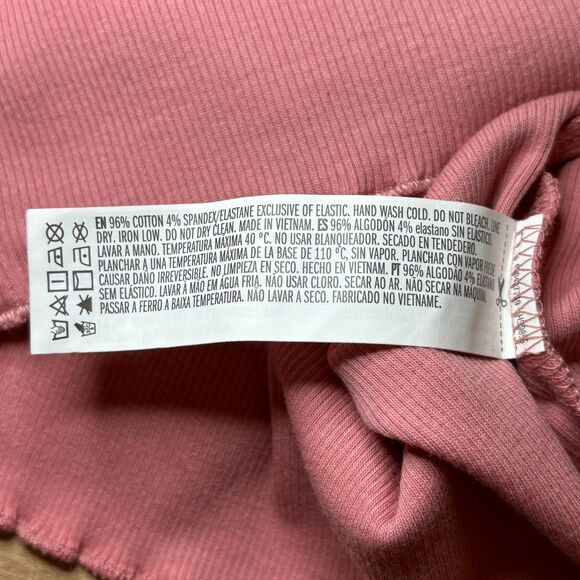 EN 96% COTTON 4% SPANDEX/ELASTANE EXCLUSIVE OF ELASTIC. HAND WASH COLD. DO NOT BLEACH. LINE
DRY. IRON LOW. DO NOT DRY CLEAN. MADE IN VIETNAM. ES 96% ALGODÓN 4% elastano SIN ELÁSTICO.
LAVAR A MANO. TEMPERATURA MÁXIMA 40 °C. NO USAR BLANQUEADOR. SECADO EN TENDEDERO.
PLANCHAR A UNA TEMPERATURA MÁXIMA DE LA BASE DE 110 °C, SIN VAPOR. PLANCHAR CON VAPOR PUEDE
CAUSAR DAÑO IRREVERSIBLE. NO LIMPIEZA EN SECO. HECHO EN VIETNAM. PT 96% ALGODÃO 4% ELASTANO
SEM ELÁSTICO. LAVAR À MÃO EM ÁGUA FRIA. NÃO USAR CLORO. SECAR AO AR. NÃO SECAR NA MÁQUINA.
PASSAR A FERRO A BAIXA TEMPERATURA. NÃO LAVAR A SECO. FABRICADO NO VIETNAME.